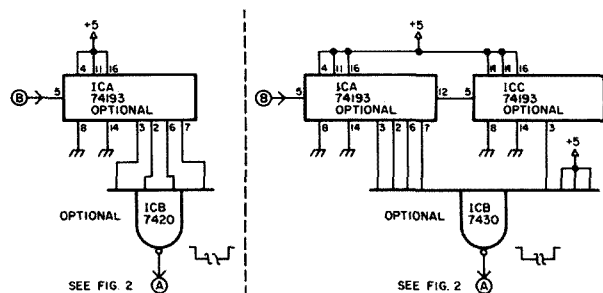 +5
4 11 16
B 5
ICA
74193
OPTIONAL
8 14 3 2 6 7
OPTIONAL
ICB
7420
SEE FIG. 2
A
+5
4 11 16
B 5
ICA
74193
OPTIONAL
12 5
16
ICC
74193
OPTIONAL
8 14 3 2 6 7
8 14 3
+5
OPTIONAL
ICB
7430
SEE FIG. 2
A